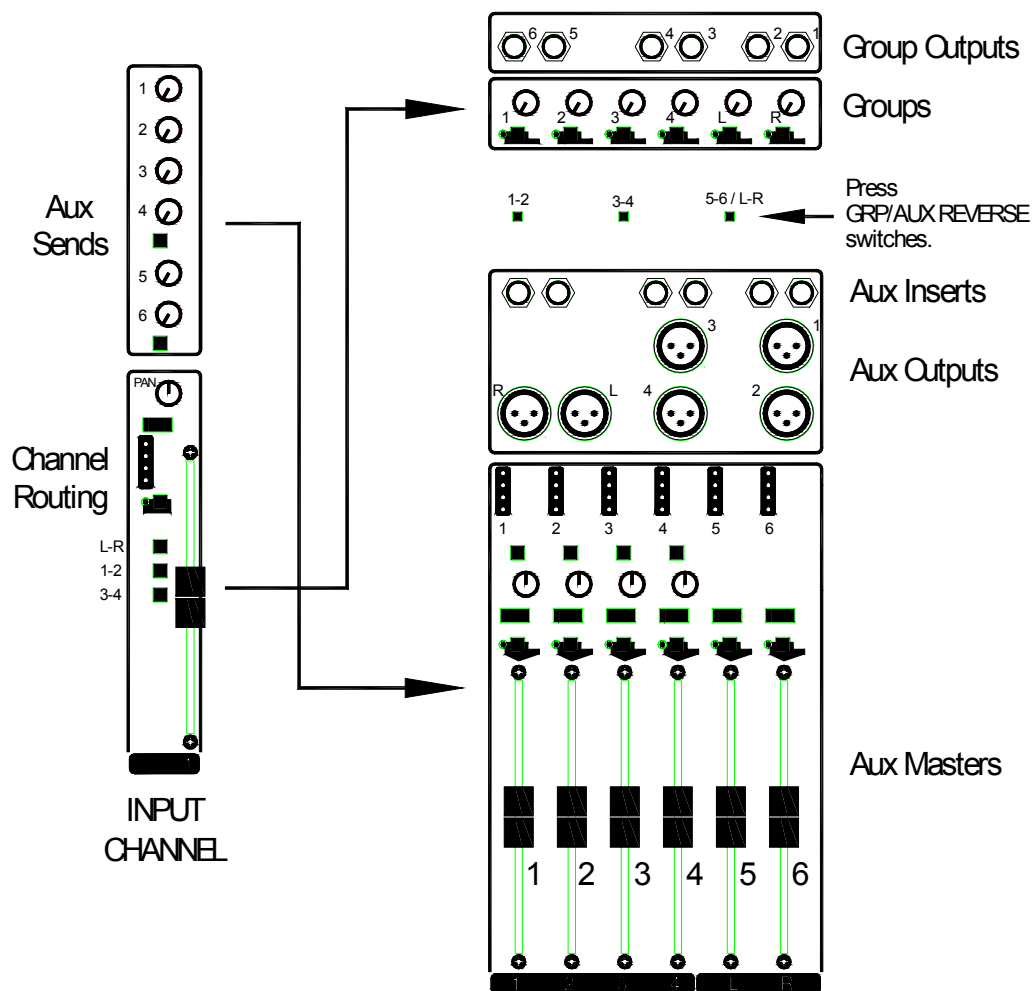 6 5 4 3 2 1
Group Outputs
1 2 3 4 L R
Groups
1-2 3-4 5-6 / L-R
Press
GRP/AUX REVERSE
switches.
Aux Inserts
3 1
R L 4 2
Aux Outputs
1 2 3 4 5 6
1 2 3 4 5 6
Aux Masters
1 2 3 4 L R
1
2
3
4
5
6
Aux
Sends
PAN
Channel
Routing
L-R
1-2
3-4
1
INPUT
CHANNEL